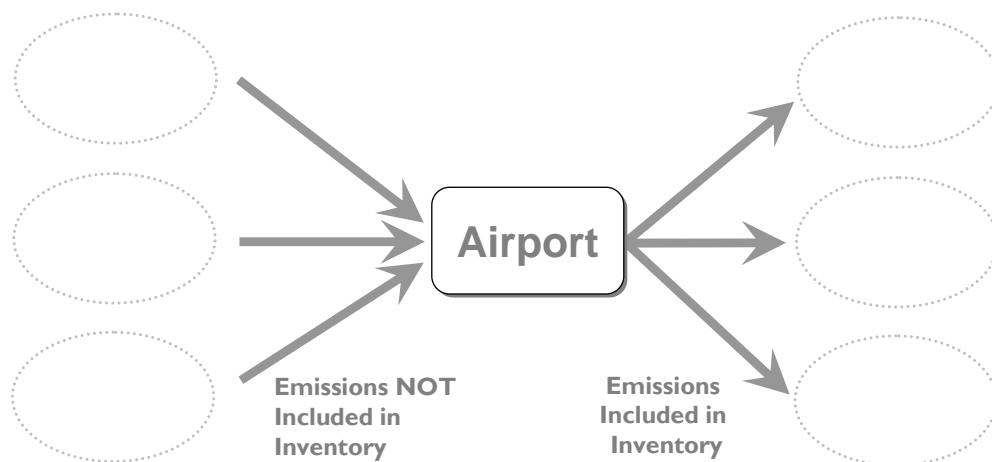 Airport
Emissions NOT
Included in
Inventory
Emissions
Included in
Inventory